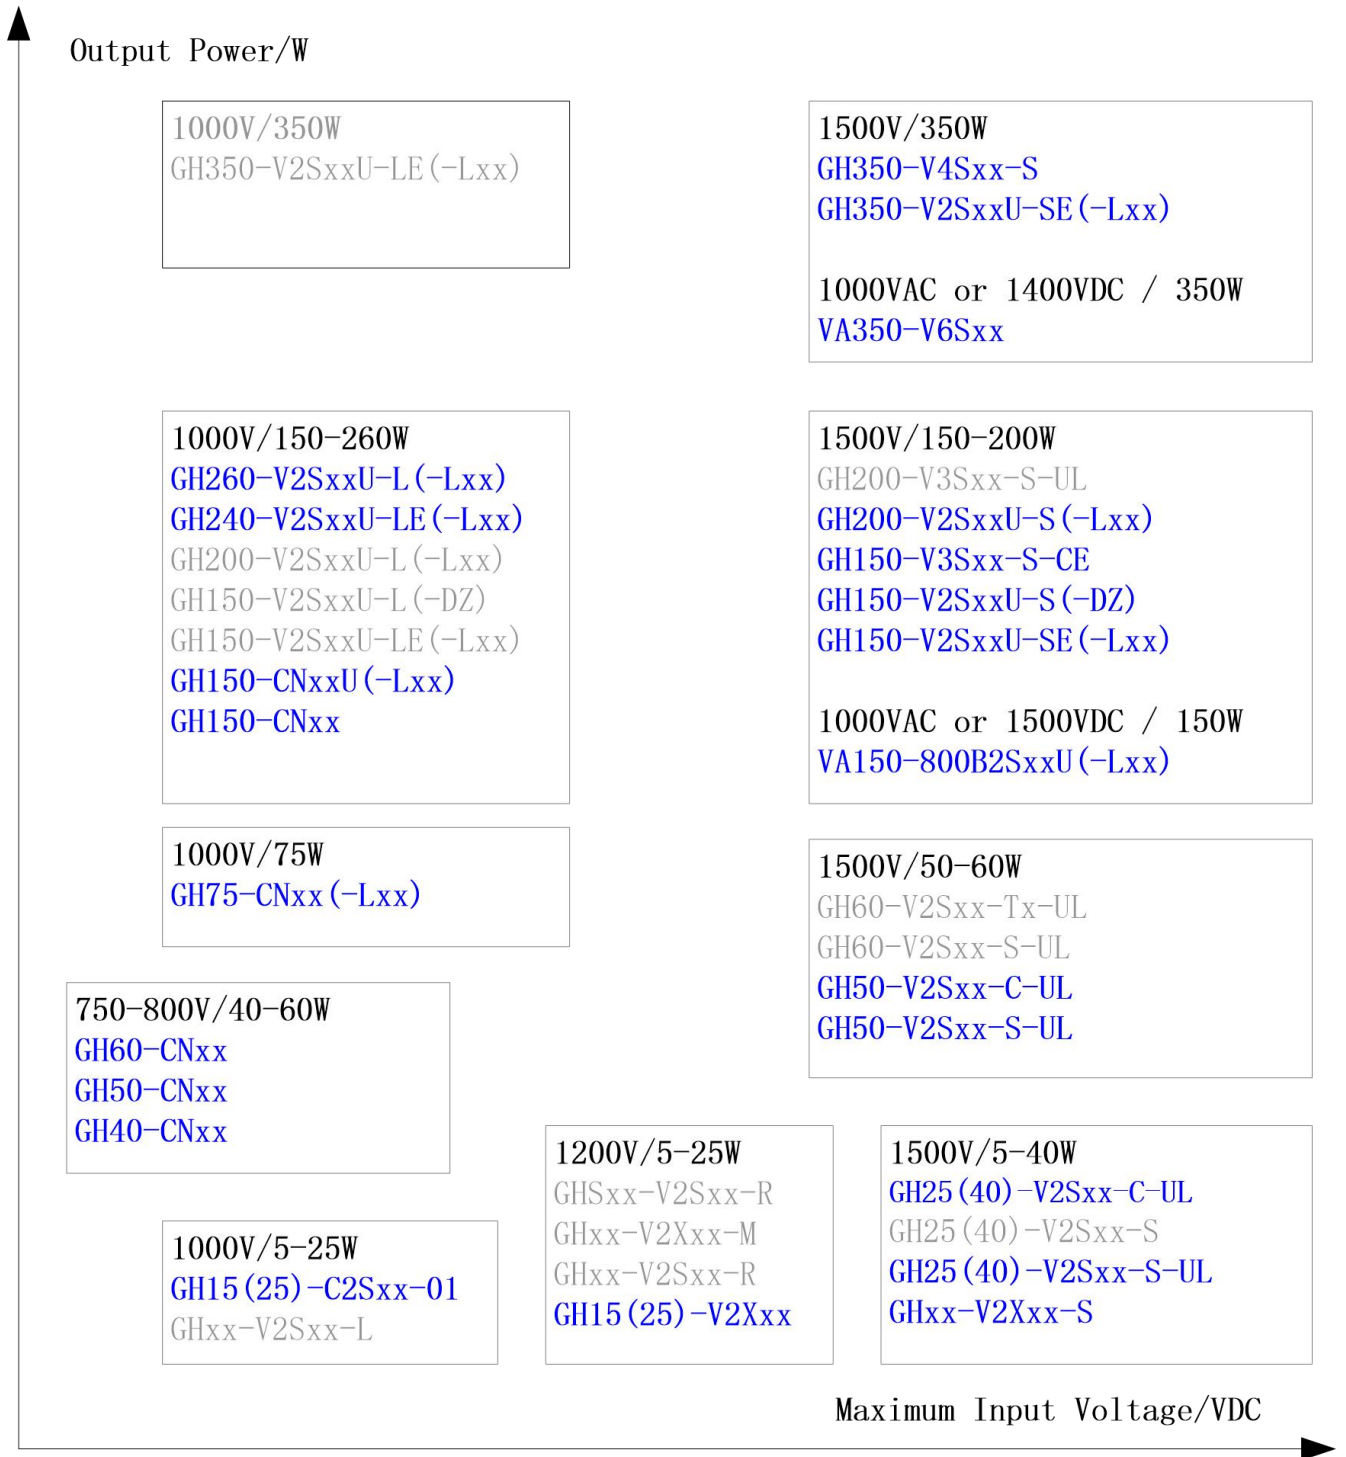 Output Power/W
1000V/350W
GH350-V2SxxU-LE(-Lxx)
1500V/350W
GH350-V4Sxx-S
GH350-V2SxxU-SE(-Lxx)
1000VAC or 1400VDC / 350W
VA350-V6Sxx
1000V/150-260W
GH260-V2SxxU-L(-Lxx)
GH240-V2SxxU-LE(-Lxx)
GH200-V2SxxU-L(-Lxx)
GH150-V2SxxU-L(-DZ)
GH150-V2SxxU-LE(-Lxx)
GH150-CNxxU(-Lxx)
GH150-CNxx
1500V/150-200W
GH200-V3Sxx-S-UL
GH200-V2SxxU-S(-Lxx)
GH150-V3Sxx-S-CE
GH150-V2SxxU-S(-DZ)
GH150-V2SxxU-SE(-Lxx)
1000VAC or 1500VDC / 150W
VA150-800B2SxxU(-Lxx)
1000V/75W
GH75-CNxx(-Lxx)
1500V/50-60W
GH60-V2Sxx-Tx-UL
GH60-V2Sxx-S-UL
GH50-V2Sxx-C-UL
GH50-V2Sxx-S-UL
750-800V/40-60W
GH60-CNxx
GH50-CNxx
GH40-CNxx
1000V/5-25W
GH15(25)-C2Sxx-01
GHxx-V2Sxx-L
1200V/5-25W
GHSxx-V2Sxx-R
GHxx-V2Xxx-M
GHxx-V2Sxx-R
GH15(25)-V2Xxx
1500V/5-40W
GH25(40)-V2Sxx-C-UL
GH25(40)-V2Sxx-S
GH25(40)-V2Sxx-S-UL
GHxx-V2Xxx-S
Maximum Input Voltage/VDC